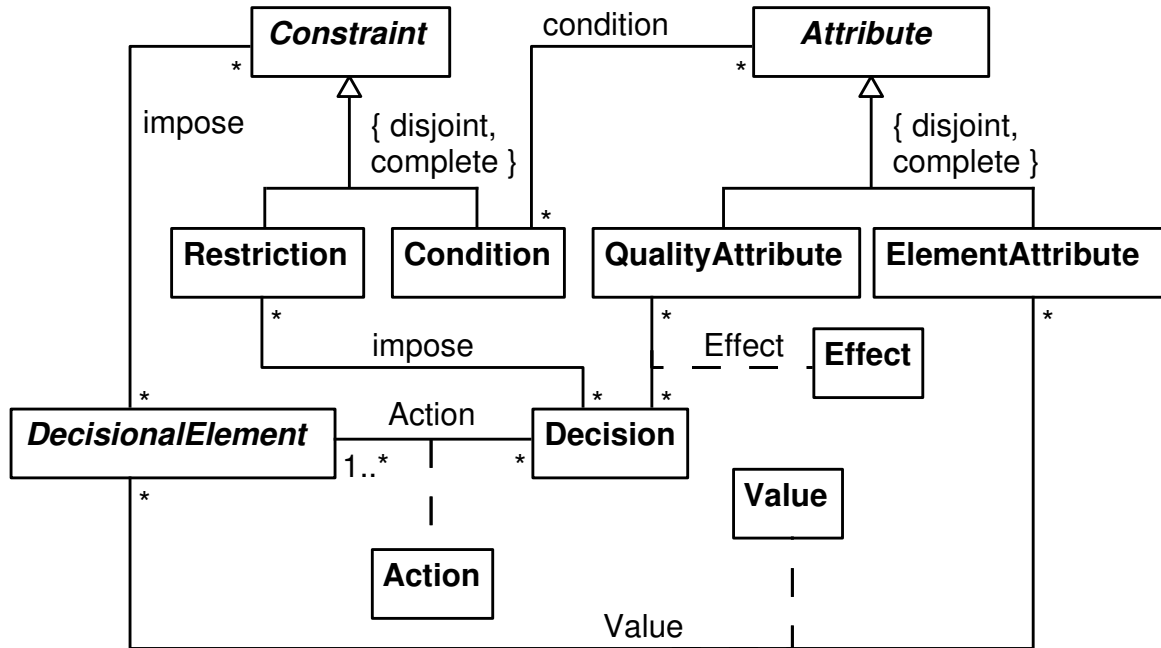 Constraint
condition
Attribute
*
*
impose
{ disjoint,
complete }
{ disjoint,
complete }
*
Restriction
Condition
QualityAttribute
ElementAttribute
*
*
*
impose
Effect
Effect
*
*
*
DecisionalElement
Action
Decision
1..*
*
*
Value
Action
Value